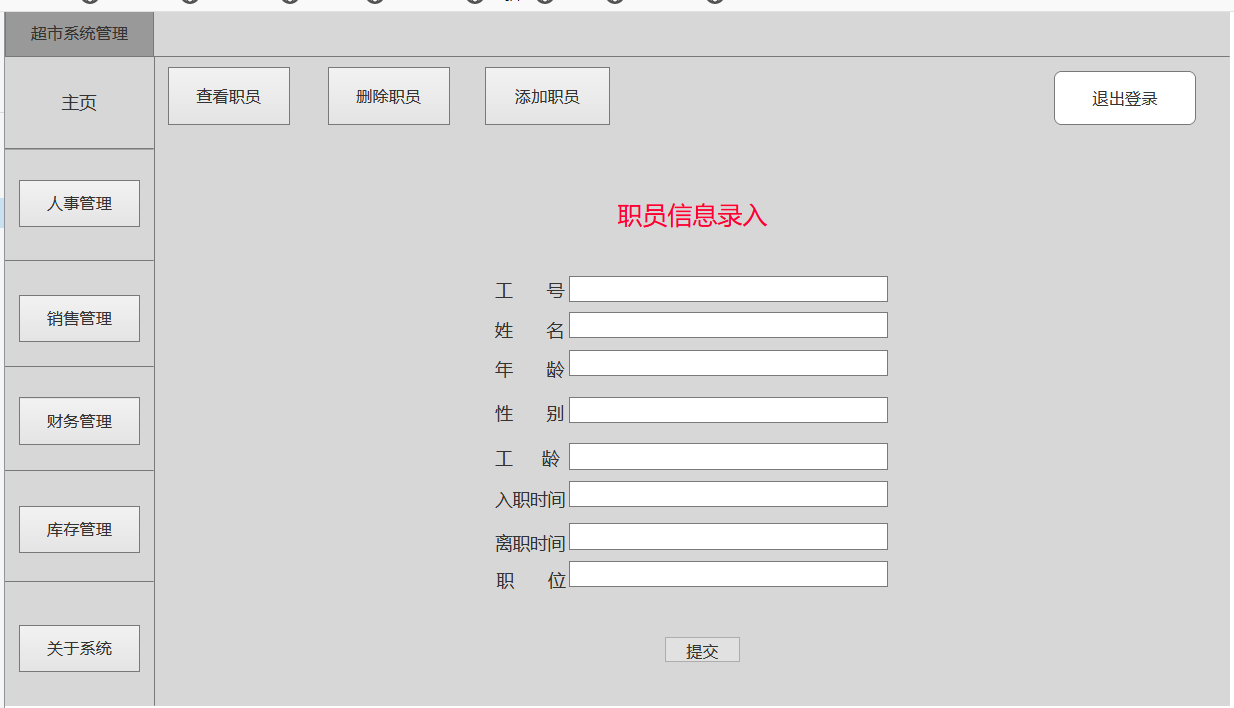 超市系统管理
主页
查看职员
删除职员
添加职员
退出登录
人事管理
销售管理
财务管理
库存管理
关于系统
职员信息录入
工 号
姓 名
年 龄
性 别
工 龄
入职时间
离职时间
职 位
提交